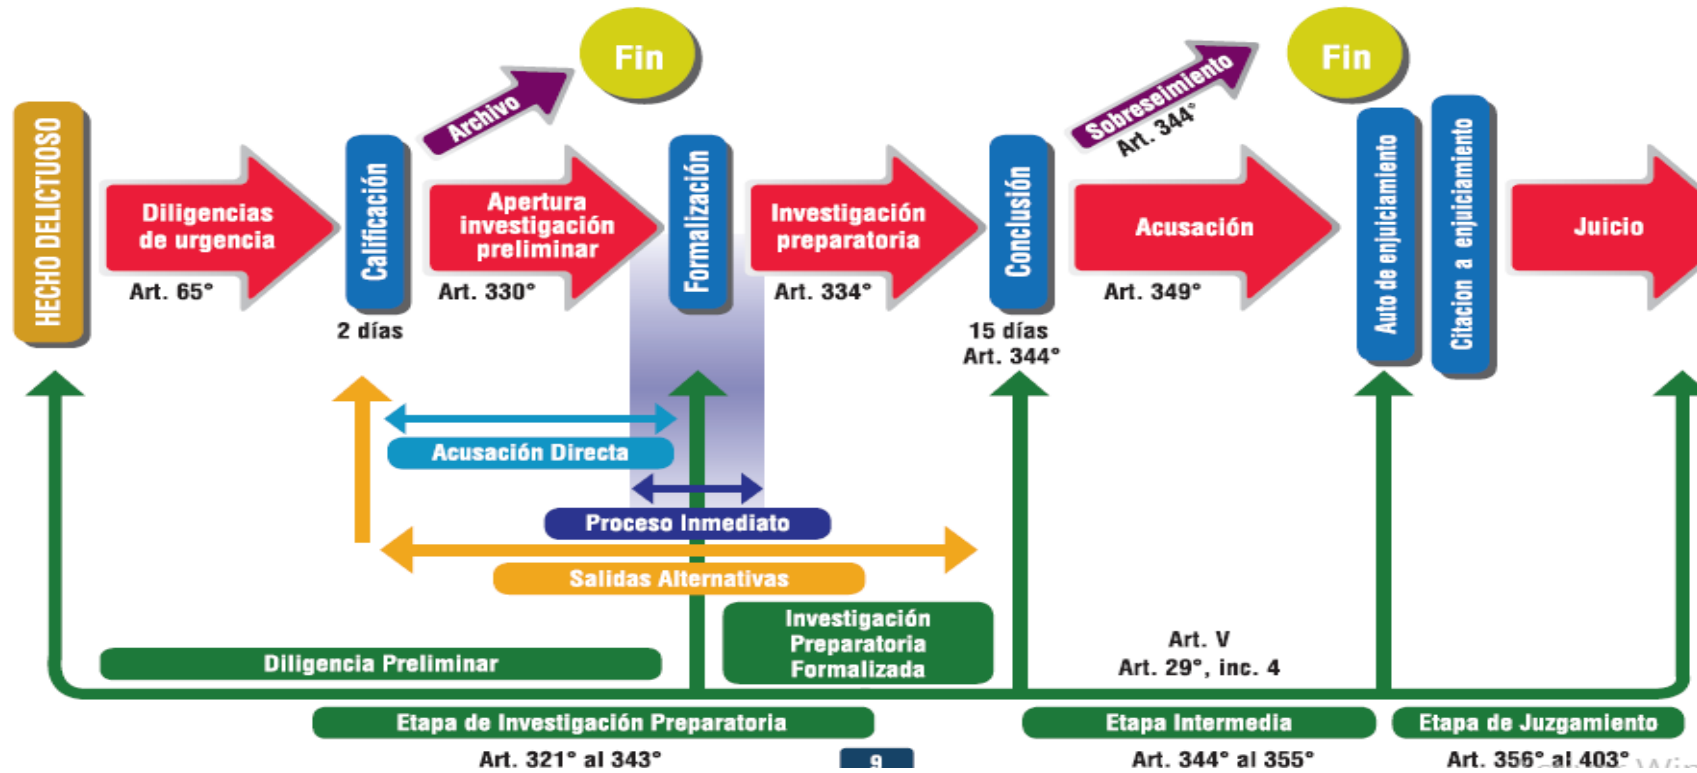 Fin
Fin
Archivo
Sobreseimiento
Art. 344°
HECHO DELICTUOSO
Diligencias
de urgencia
Art. 65°
Calificación
2 días
Apertura
investigación
preliminar
Art. 330°
Formalización
Investigación
preparatoria
Art. 334°
Conclusión
15 días
Art. 344°
Acusación
Art. 349°
Auto de enjuiciamiento
Citacion a enjuiciamiento
Juicio
Acusación Directa
Proceso Inmediato
Salidas Alternativas
Investigación
Preparatoria
Formalizada
Diligencia Preliminar
Art. V
Art. 29°, inc. 4
Etapa de Investigación Preparatoria
Etapa Intermedia
Etapa de Juzgamiento
Art. 321° al 343°
9
Art. 344° al 355°
Art. 356° al 403°